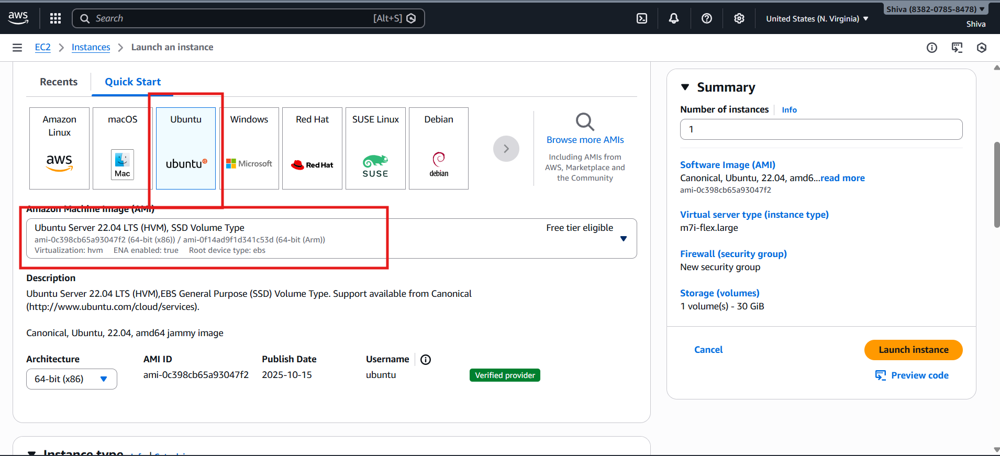 aws
Search
[Alt+S]
United States (N. Virginia)
Shiva (8382-0785-8478)
Shiva
EC2
Instances
Launch an instance
Recents
Quick Start
Amazon Linux
aws
macOS
Mac
Ubuntu
ubuntu
Windows
Microsoft
Red Hat
Red Hat
SUSE Linux
SUSE
Debian
debian
Browse more AMIs
Including AMIs from
AWS, Marketplace and
the Community
Amazon Machine Image (AMI)
Ubuntu Server 22.04 LTS (HVM), SSD Volume Type
Free tier eligible
ami-0c398cb65a93047f2 (64-bit (x86)) / ami-0f14ad9f1d341c53d (64-bit (Arm))
Virtualization: hvm ENA enabled: true Root device type: ebs
Description
Ubuntu Server 22.04 LTS (HVM),EBS General Purpose (SSD) Volume Type. Support available from Canonical
(http://www.ubuntu.com/cloud/services).
Canonical, Ubuntu, 22.04, amd64 jammy image
Architecture AMI ID Publish Date Username
64-bit (x86) ami-0c398cb65a93047f2 2025-10-15 ubuntu Verified provider
Instance type
Summary
Number of instances Info
1
Software Image (AMI)
Canonical, Ubuntu, 22.04, amd6...read more
ami-0c398cb65a93047f2
Virtual server type (instance type)
m7i-flex.large
Firewall (security group)
New security group
Storage (volumes)
1 volume(s) - 30 GiB
Cancel
Launch instance
Preview code